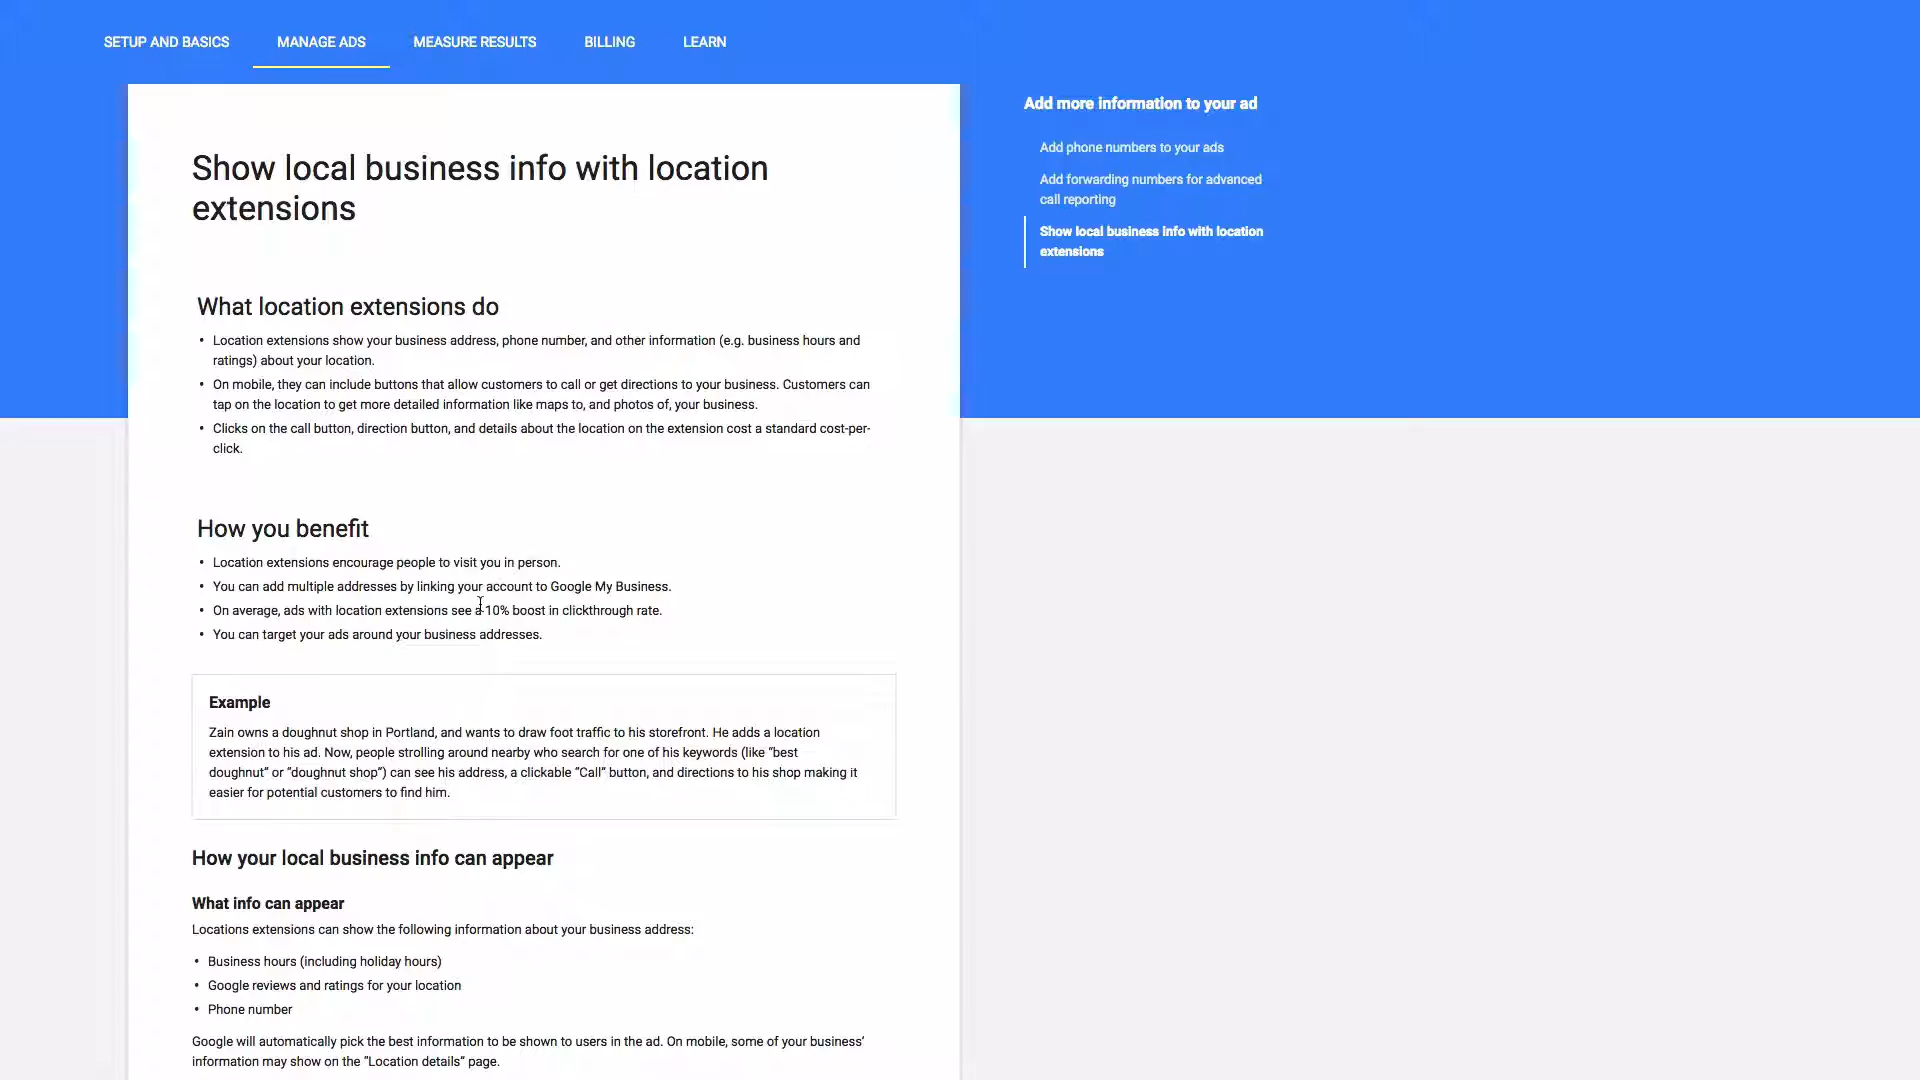 SETUP AND BASICS
MANAGE ADS
MEASURE RESULTS
BILLING
LEARN
Show local business info with location
extensions
What location extensions do
• Location extensions show your business address, phone number, and other information (e.g. business hours and
ratings) about your location.
• On mobile, they can include buttons that allow customers to call or get directions to your business. Customers can
tap on the location to get more detailed information like maps to, and photos of, your business.
• Clicks on the call button, direction button, and details about the location on the extension cost a standard cost-per-
click.
How you benefit
• Location extensions encourage people to visit you in person.
• You can add multiple addresses by linking your account to Google My Business.
• On average, ads with location extensions see a 10% boost in clickthrough rate.
• You can target your ads around your business addresses.
Example
Zain owns a doughnut shop in Portland, and wants to draw foot traffic to his storefront. He adds a location
extension to his ad. Now, people strolling around nearby who search for one of his keywords (like “best
doughnut” or “doughnut shop”) can see his address, a clickable “Call” button, and directions to his shop making it
easier for potential customers to find him.
How your local business info can appear
What info can appear
Locations extensions can show the following information about your business address:
• Business hours (including holiday hours)
• Google reviews and ratings for your location
• Phone number
Google will automatically pick the best information to be shown to users in the ad. On mobile, some of your business’
information may show on the “Location details” page.
Add more information to your ad
Add phone numbers to your ads
Add forwarding numbers for advanced
call reporting
Show local business info with location
extensions